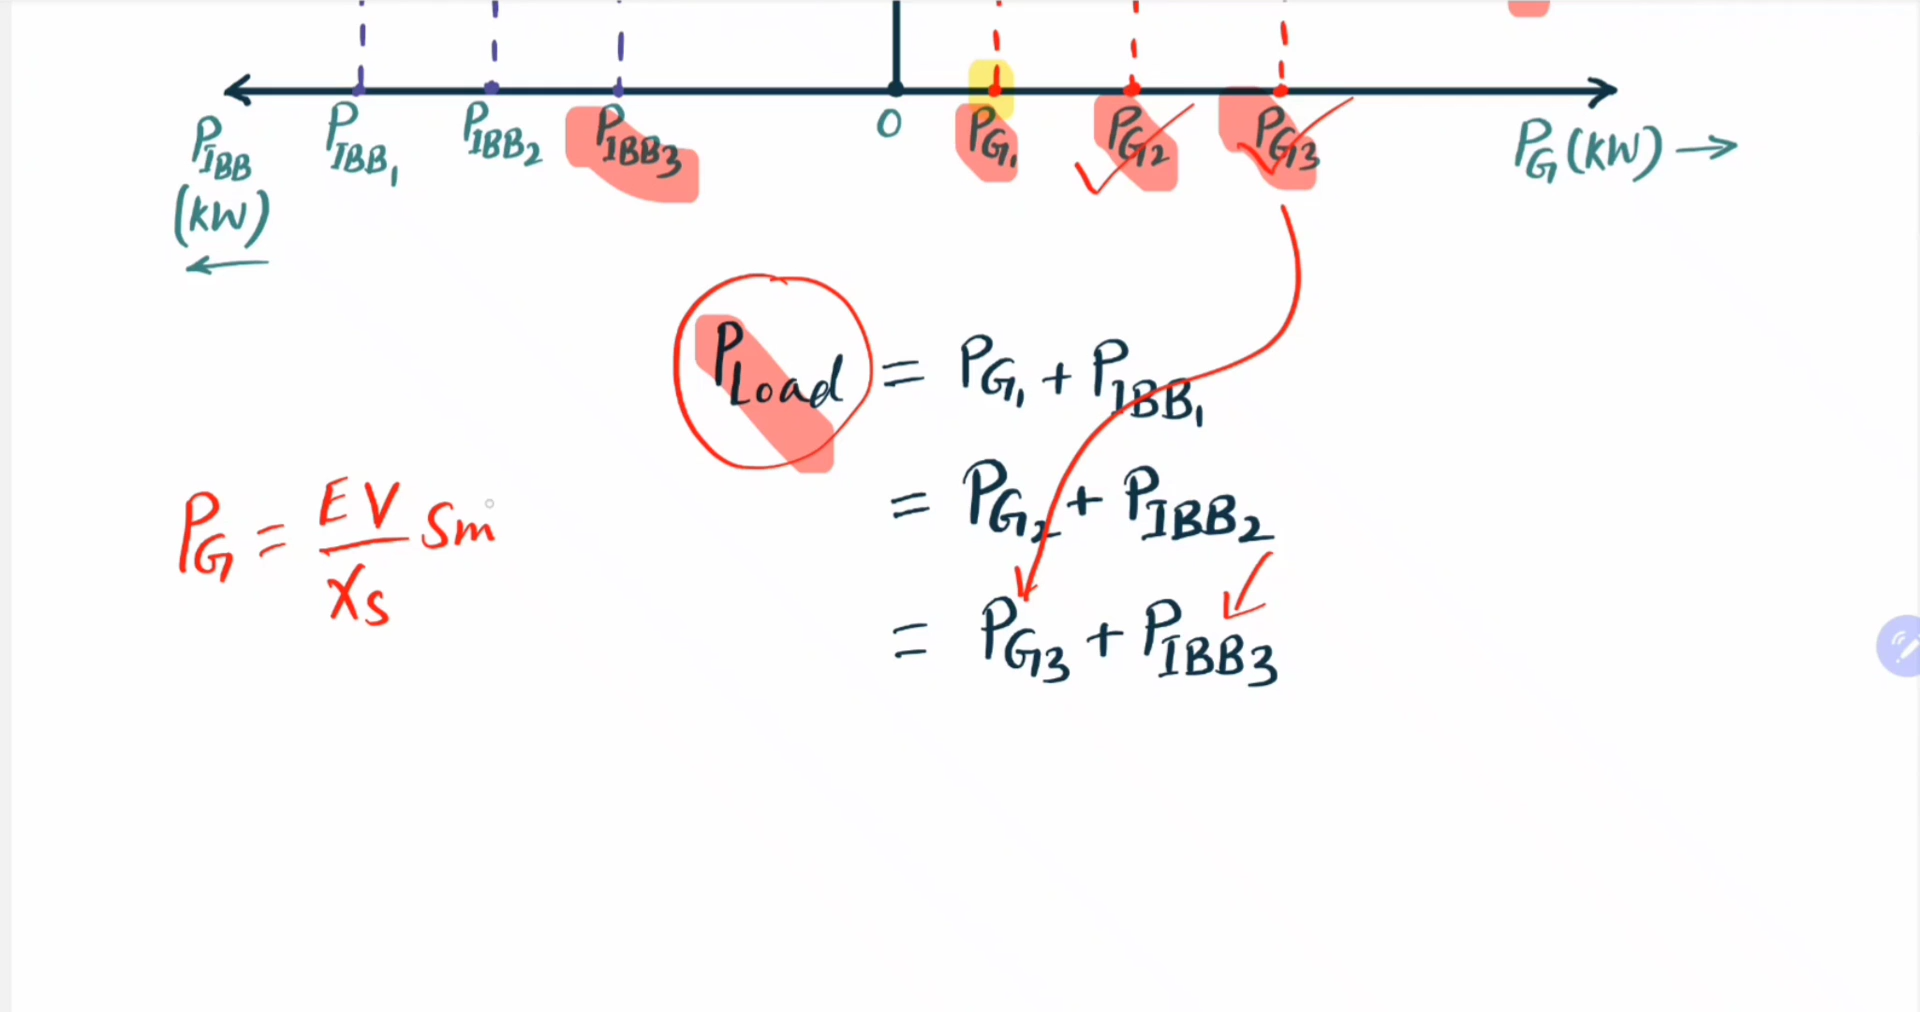 P_IBB (kW) ← P_IBB₁ P_IBB₂ P_IBB₃ 0 P_G₁ P_G₂ P_G₃ P_G (kW) →
P_Load = P_G₁ + P_IBB₁
= P_G₂ + P_IBB₂
= P_G₃ + P_IBB₃
P_G = EV/X_S Sin